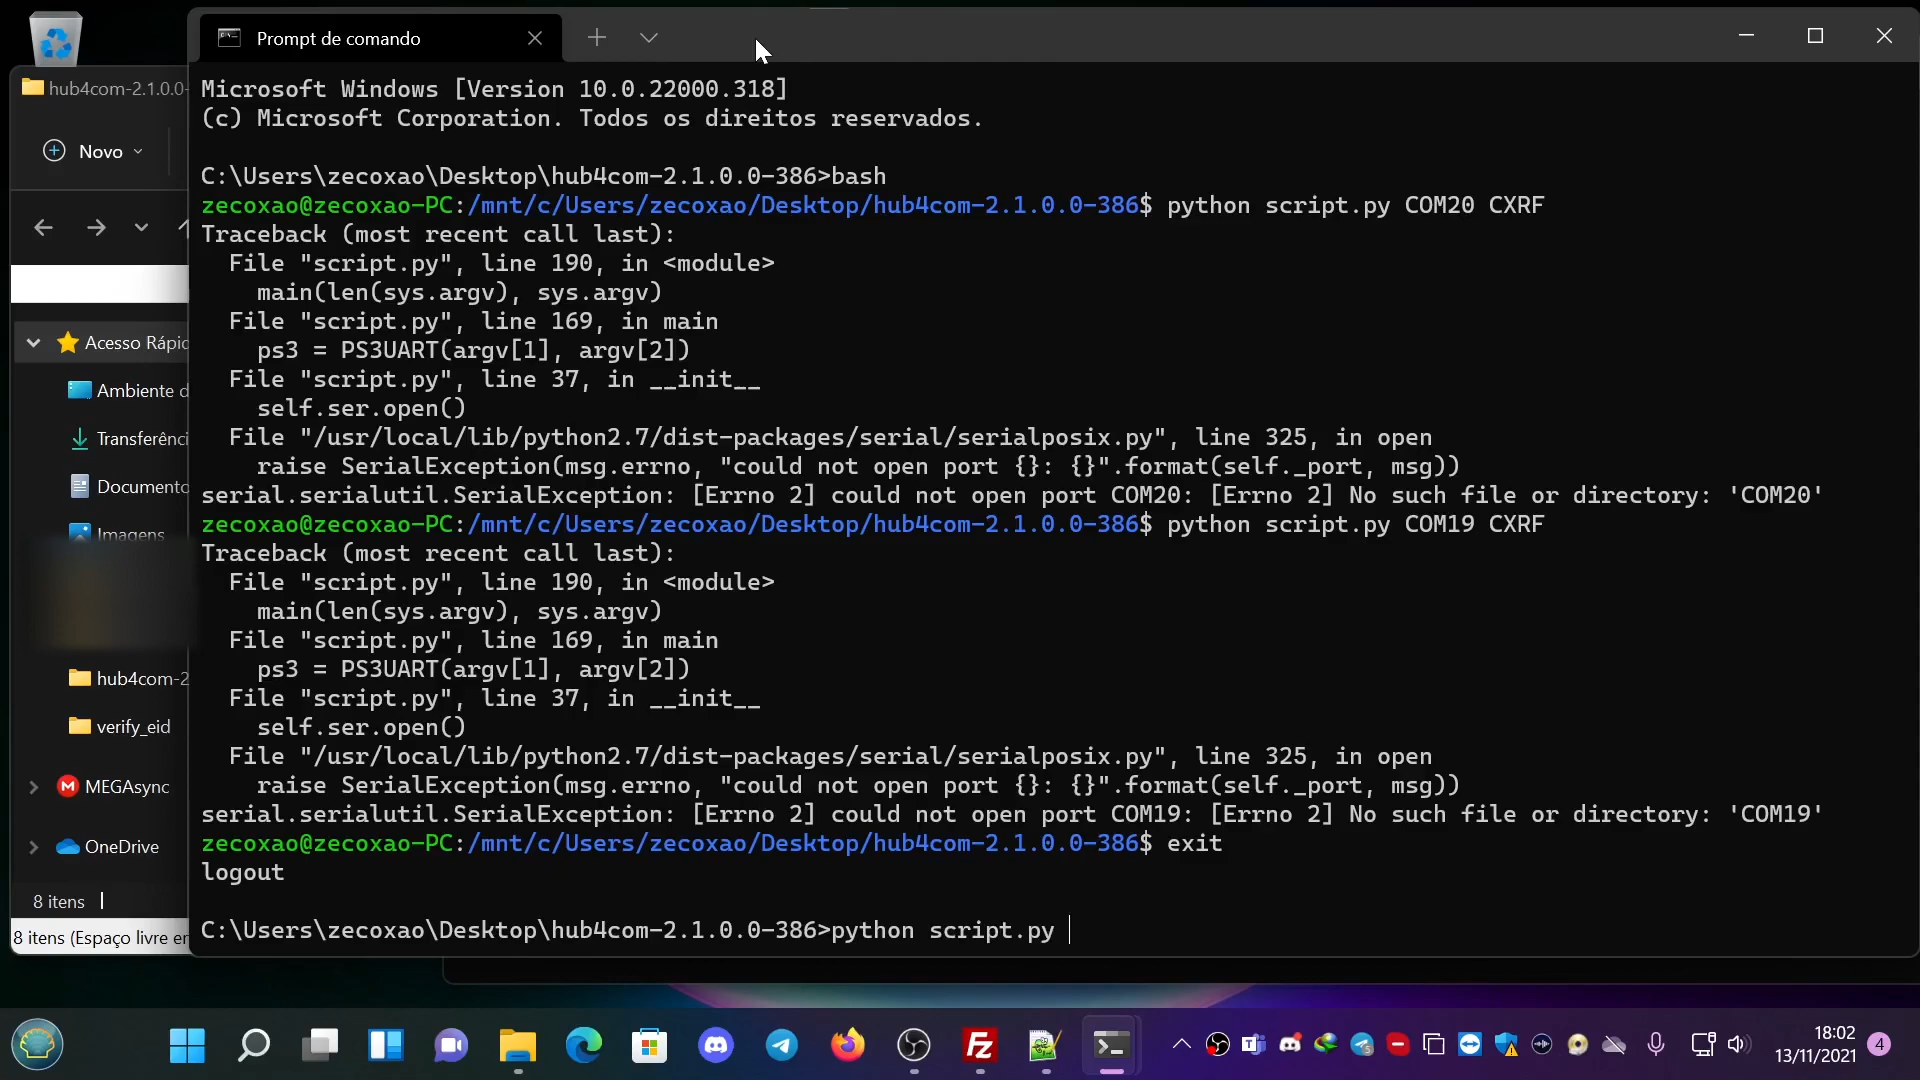 Prompt de comando
hub4com-2.1.0.0-
Novo
Microsoft Windows [Version 10.0.22000.318]
(c) Microsoft Corporation. Todos os direitos reservados.
C:\Users\zecoxao\Desktop\hub4com-2.1.0.0-386>bash
zecoxao@zecoxao-PC:/mnt/c/Users/zecoxao/Desktop/hub4com-2.1.0.0-386$ python script.py COM20 CXRF
Traceback (most recent call last):
File "script.py", line 190, in <module>
main(len(sys.argv), sys.argv)
File "script.py", line 169, in main
ps3 = PS3UART(argv[1], argv[2])
File "script.py", line 37, in __init__
self.ser.open()
File "/usr/local/lib/python2.7/dist-packages/serial/serialposix.py", line 325, in open
raise SerialException(msg.errno, "could not open port {}: {}".format(self._port, msg))
serial.serialutil.SerialException: [Errno 2] could not open port COM20: [Errno 2] No such file or directory: 'COM20'
zecoxao@zecoxao-PC:/mnt/c/Users/zecoxao/Desktop/hub4com-2.1.0.0-386$ python script.py COM19 CXRF
Traceback (most recent call last):
File "script.py", line 190, in <module>
main(len(sys.argv), sys.argv)
File "script.py", line 169, in main
ps3 = PS3UART(argv[1], argv[2])
File "script.py", line 37, in __init__
self.ser.open()
File "/usr/local/lib/python2.7/dist-packages/serial/serialposix.py", line 325, in open
raise SerialException(msg.errno, "could not open port {}: {}".format(self._port, msg))
serial.serialutil.SerialException: [Errno 2] could not open port COM19: [Errno 2] No such file or directory: 'COM19'
zecoxao@zecoxao-PC:/mnt/c/Users/zecoxao/Desktop/hub4com-2.1.0.0-386$ exit
logout
C:\Users\zecoxao\Desktop\hub4com-2.1.0.0-386>python script.py
Acesso Rápid
Ambiente d
Transferênci
Documento
Imagens
hub4com-2
verify_eid
MEGAsync
OneDrive
8 itens
8 itens (Espaço livre er
18:02
13/11/2021
4